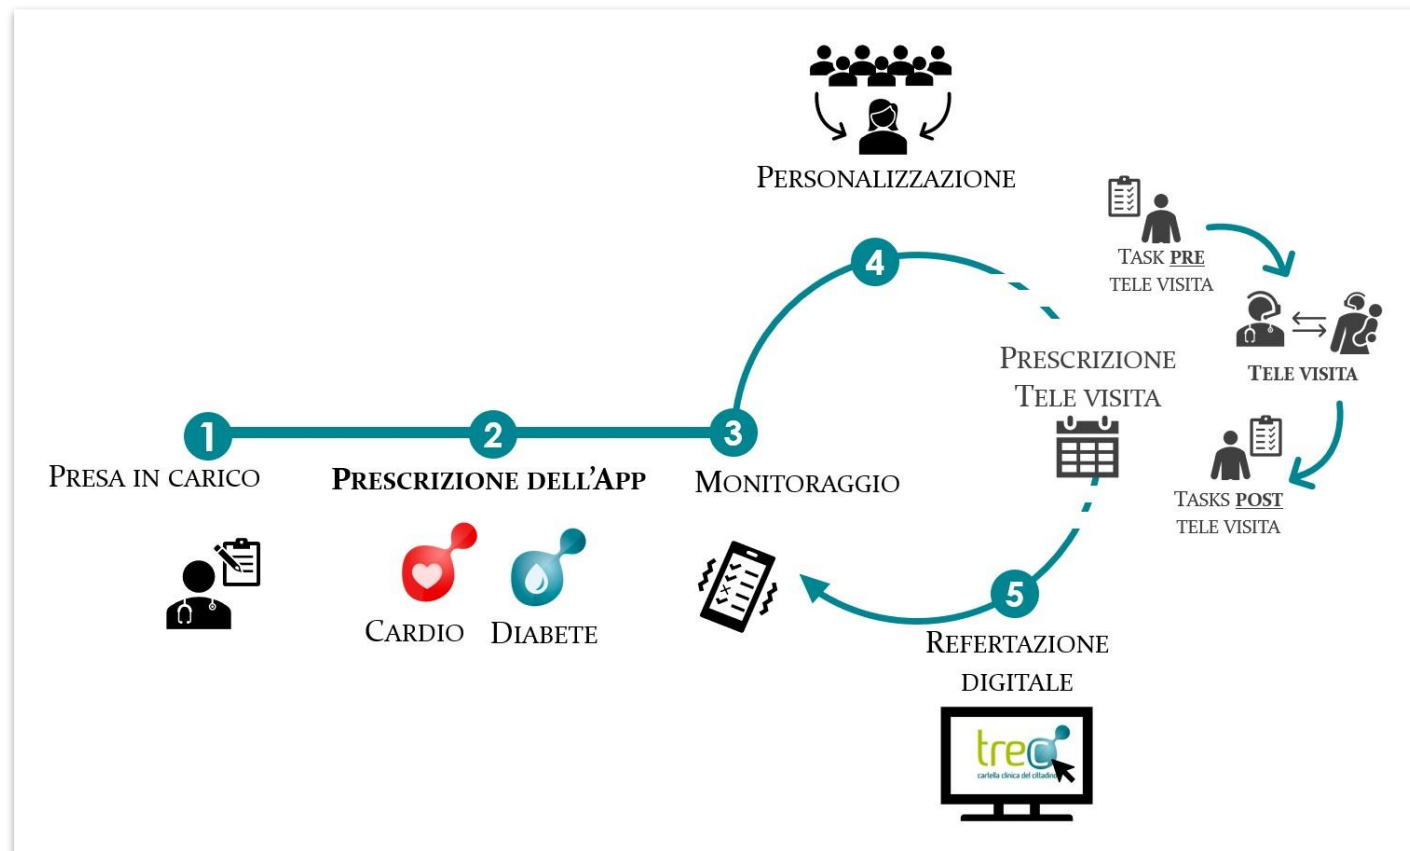 PERSONALIZZAZIONE
4
TASK PRE
TELE VISITA
PRESCRIZIONE
TELE VISITA
TELE VISITA
1
2
3
PRESA IN CARICO
PRESCRIZIONE DELL'APP
MONITORAGGIO
TASKS POST
TELE VISITA
CARDIO
DIABETE
5
REFERTAZIONE
DIGITALE
trec
cartella clinica del cittadino